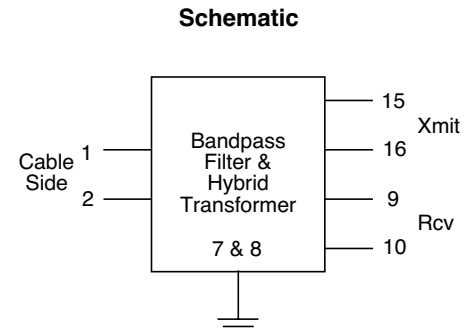 Schematic
15
Xmit
1
Bandpass
16
Cable
Filter &
Side
Hybrid
2
Transformer
9
Rcv
7 & 8
10